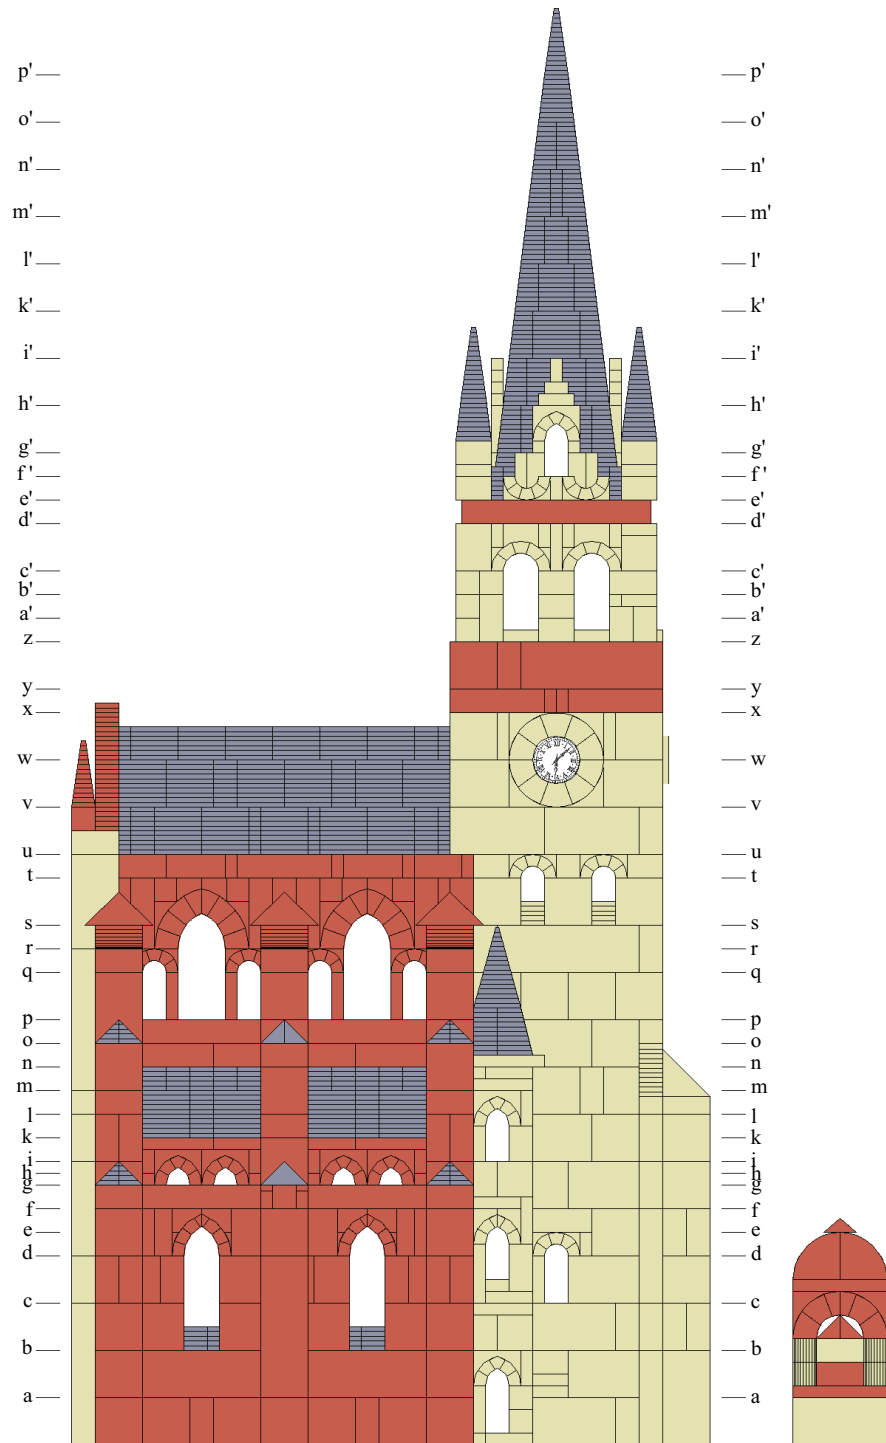 p' p'
o' o'
n' n'
m' m'
l' l'
k' k'
i' i'
h' h'
g' g'
f' f'
e' e'
d' d'
c' c'
b' b'
a' a'
z z
y y
x x
w w
v v
u u
t t
s s
r r
q q
p p
o o
n n
m m
l l
k k
i i
h h
g g
f f
e e
d d
c c
b b
a a